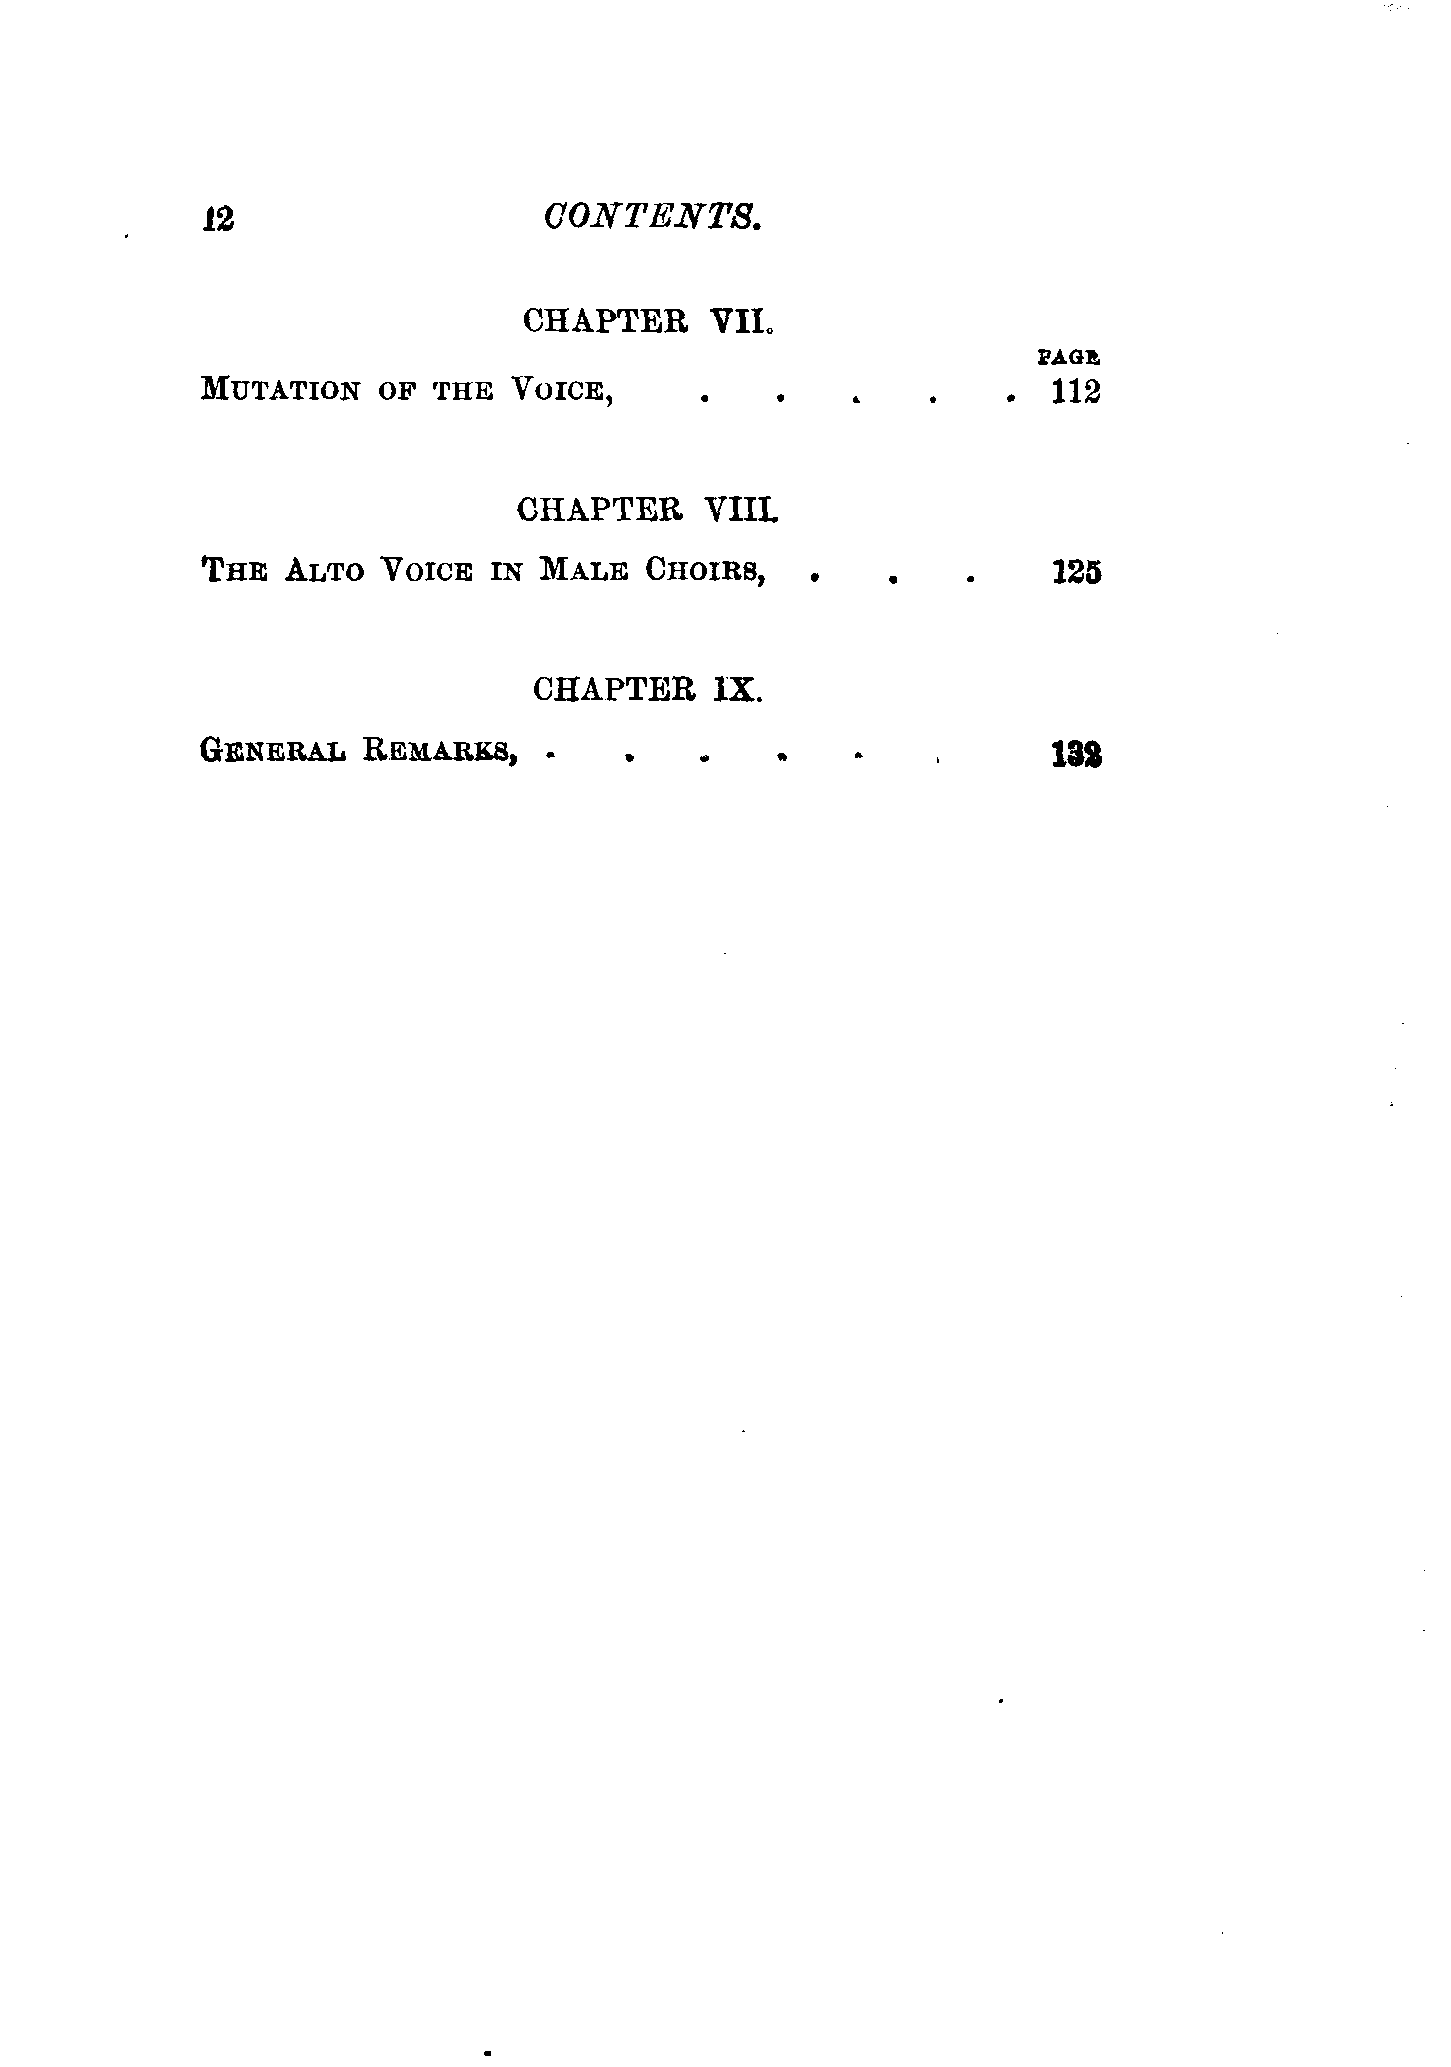 12 CONTENTS.
CHAPTER VII.
PAGE
MUTATION OF THE VOICE, . . . . . 112
CHAPTER VIII.
THE ALTO VOICE IN MALE CHOIRS, . . . 125
CHAPTER IX.
GENERAL REMARKS, . . . . . . 132